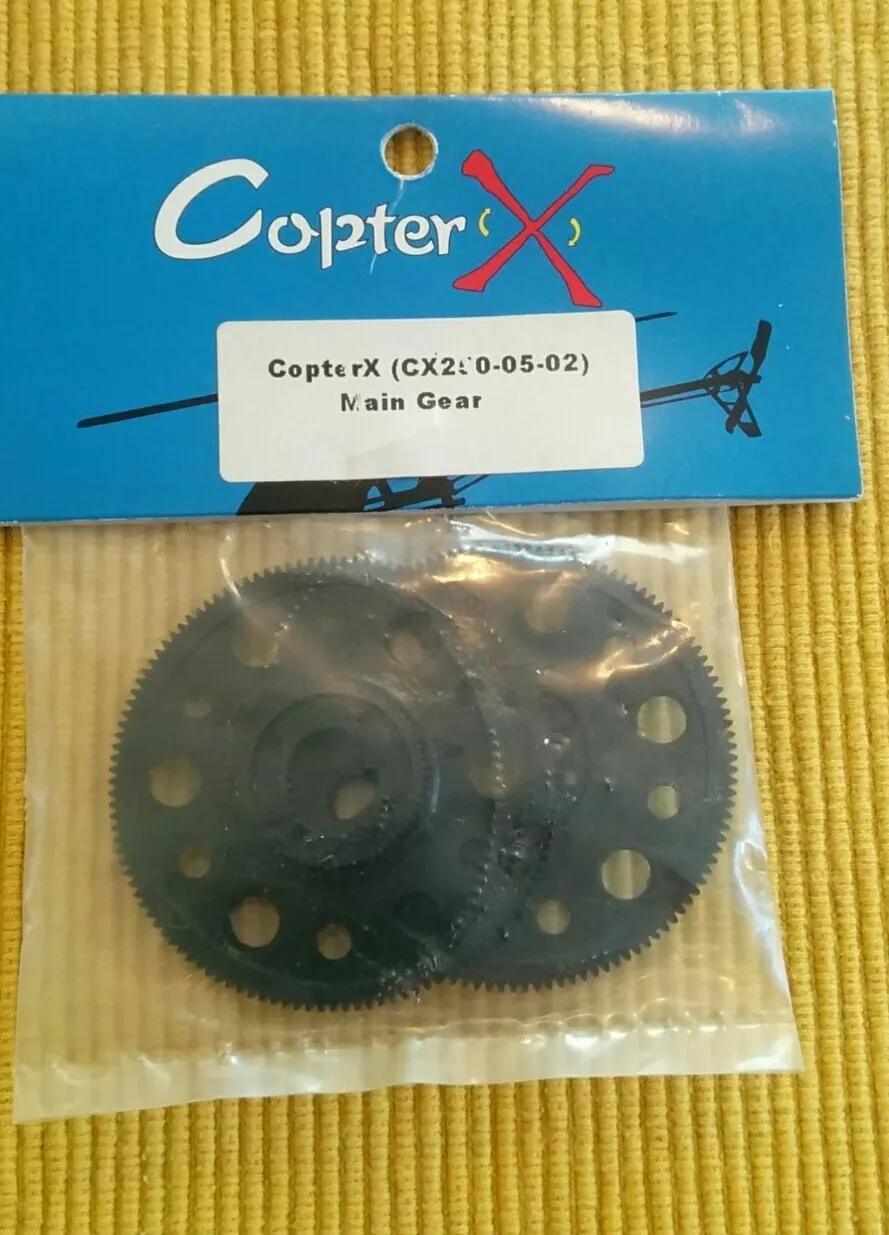 CopterX
CopterX (CX250-05-02)
Main Gear